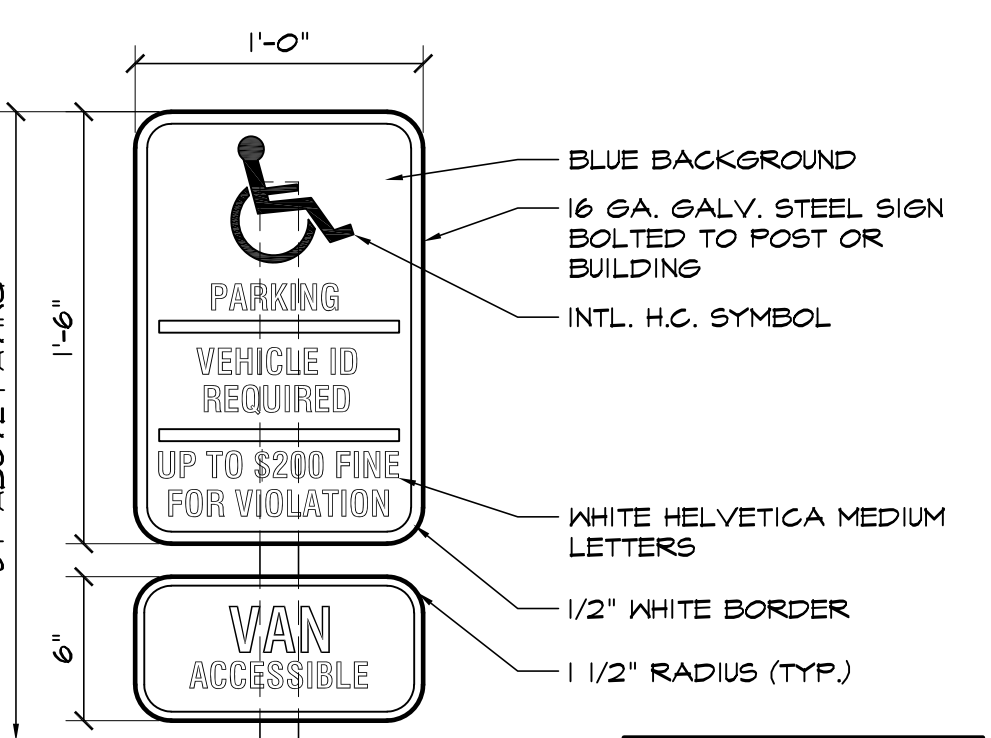 1'-0"
BLUE BACKGROUND
16 GA. GALV. STEEL SIGN
BOLTED TO POST OR
BUILDING
INTL. H.C. SYMBOL
1'-6"
PARKING
VEHICLE ID
REQUIRED
UP TO $200 FINE
FOR VIOLATION
WHITE HELVETICA MEDIUM
LETTERS
1/2" WHITE BORDER
6"
VAN
ACCESSIBLE
1 1/2" RADIUS (TYP.)